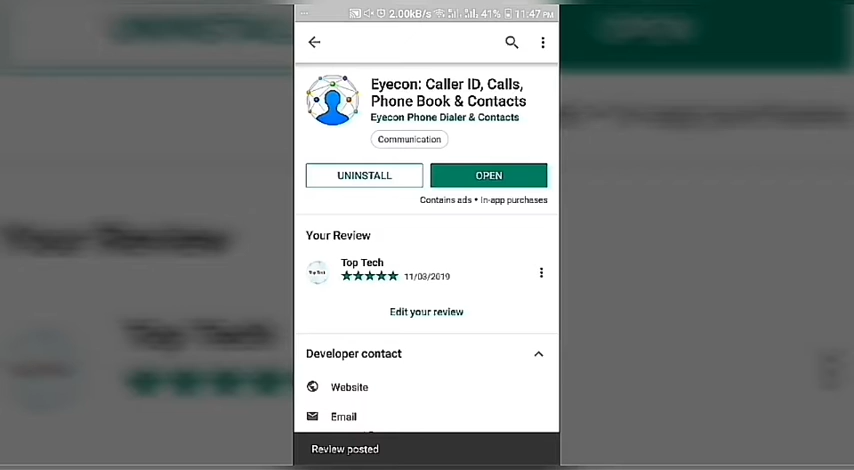 2.00kB/s 41% 11:47 PM
Eyecon: Caller ID, Calls,
Phone Book & Contacts
Eyecon Phone Dialer & Contacts
Communication
UNINSTALL OPEN
Contains ads • In-app purchases
Your Review
Top Tech
11/03/2019
Edit your review
Developer contact
Website
Email
Review posted